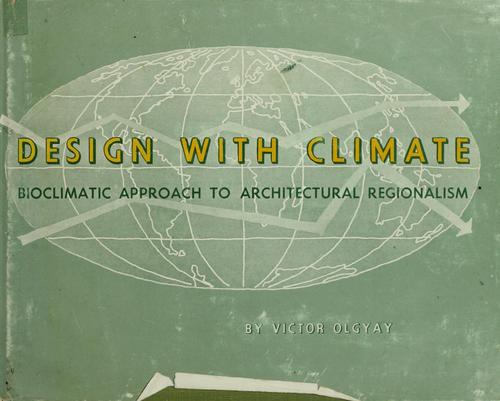 DESIGN WITH CLIMATE
BIOCLIMATIC APPROACH TO ARCHITECTURAL REGIONALISM
BY VICTOR OLGYAY